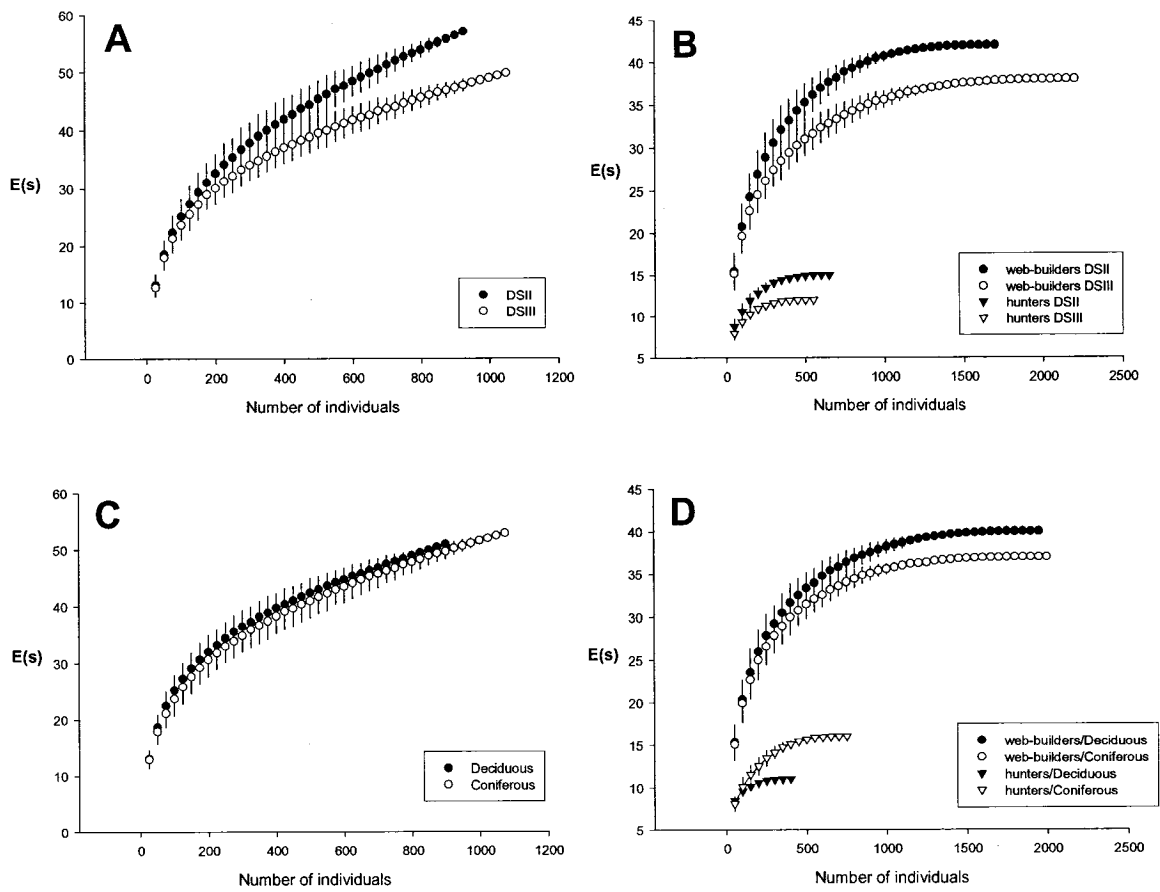 A
60
50
40
30
20
10
0
E(s)
DSII
DSIII
0 200 400 600 800 1000 1200
Number of individuals
B
45
40
35
30
25
20
15
10
5
E(s)
web-builders DSII
web-builders DSIII
hunters DSII
hunters DSIII
0 500 1000 1500 2000 2500
Number of individuals
C
60
50
40
30
20
10
0
E(s)
Deciduous
Coniferous
0 200 400 600 800 1000 1200
Number of individuals
D
45
40
35
30
25
20
15
10
5
E(s)
web-builders/Deciduous
web-builders/Coniferous
hunters/Deciduous
hunters/Coniferous
0 500 1000 1500 2000 2500
Number of individuals